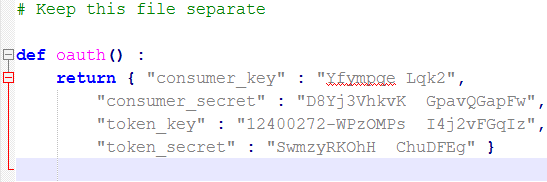 # Keep this file separate
def oauth() :
return { "consumer_key" : "Yfympqe Lqk2",
"consumer_secret" : "D8Yj3VhkvK  GpavQGapFw",
"token_key" : "12400272-WPzOMPs  I4j2vFGqIz",
"token_secret" : "SwmzyRKOhH  ChuDFEg" }